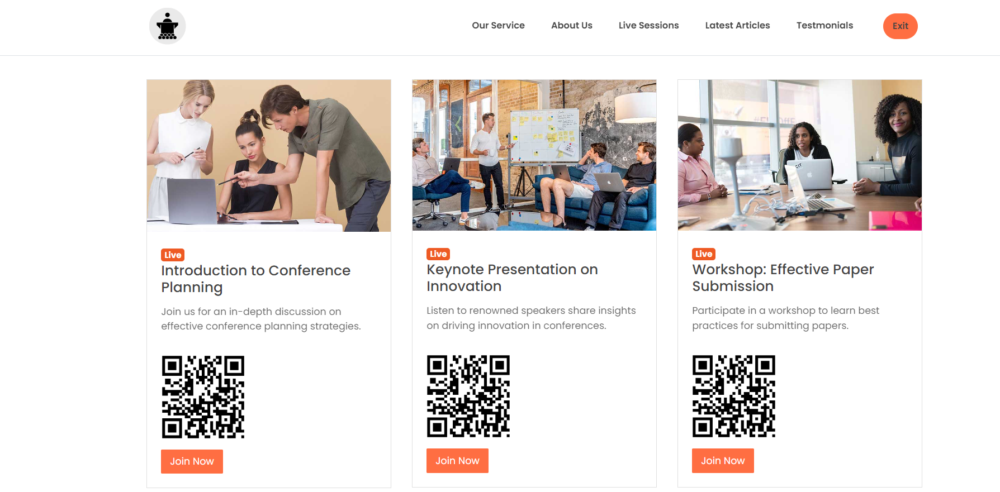 Our Service
About Us
Live Sessions
Latest Articles
Testmonials
Exit
Live
Introduction to Conference
Planning
Join us for an in-depth discussion on
effective conference planning strategies.
Join Now
Live
Keynote Presentation on
Innovation
Listen to renowned speakers share insights
on driving innovation in conferences.
Join Now
Live
Workshop: Effective Paper
Submission
Participate in a workshop to learn best
practices for submitting papers.
Join Now